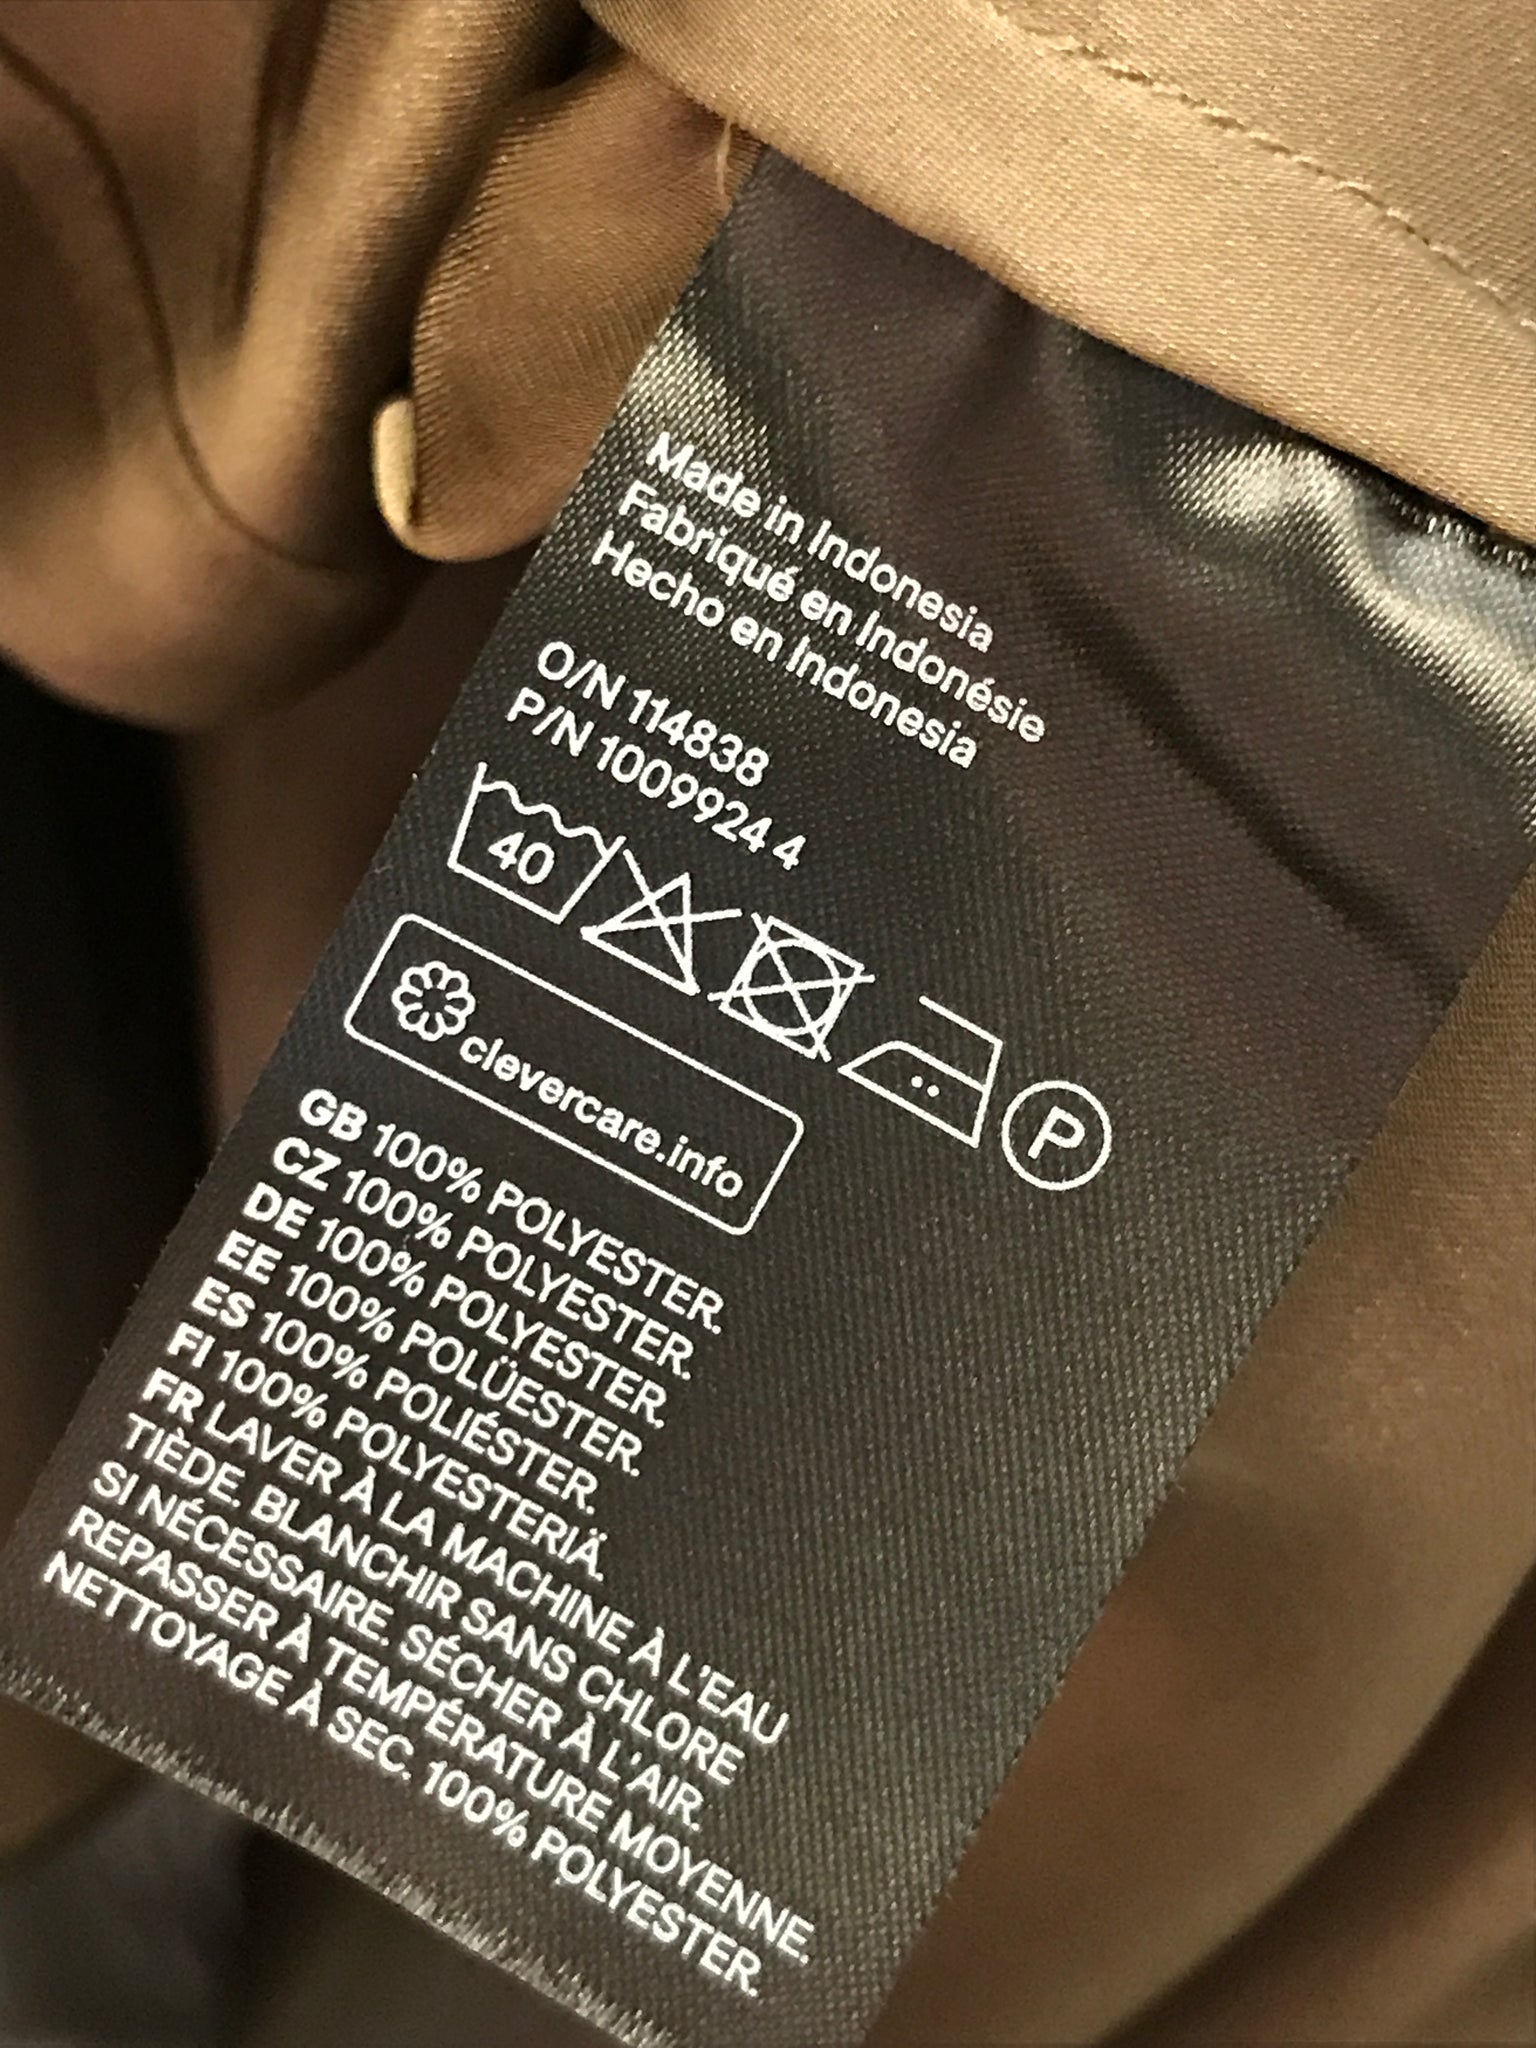 Made in Indonesia
Fabriqué en Indonésie
Hecho en Indonesia
O/N 114838
P/N 1009924 4
40
P
clevercare.info
GB 100% POLYESTER.
CZ 100% POLYESTER.
DE 100% POLYESTER.
EE 100% POLÜESTER.
ES 100% POLIÉSTER.
FI 100% POLYESTERIÄ.
FR LAVER À LA MACHINE À L'EAU
TIÈDE. BLANCHIR SANS CHLORE
SI NÉCESSAIRE. SÉCHER À L'AIR.
REPASSER À TEMPÉRATURE MOYENNE.
NETTOYAGE À SEC. 100% POLYESTER.